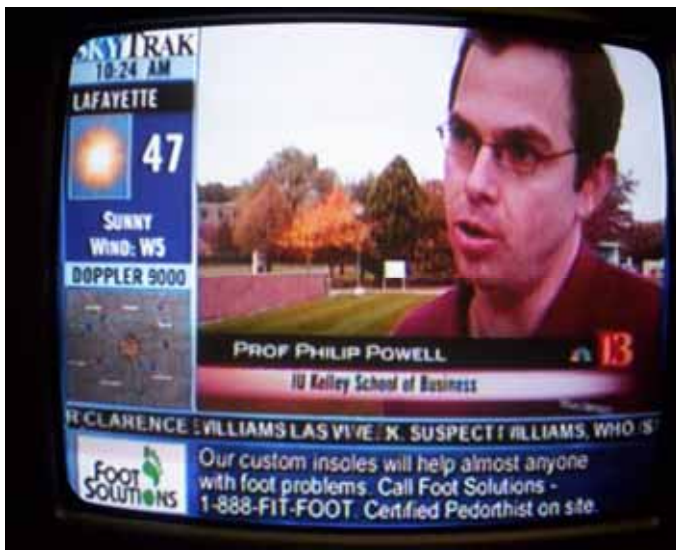 SKYTRAK
10:24 AM
LAFAYETTE
47
SUNNY
WIND: W5
DOPPLER 9000
PROF PHILIP POWELL
13
IU Kelley School of Business
R CLARENCE WILLIAMS LAS SUSPECT WILLIAMS, WHO
FOOT SOLUTIONS
Our custom insoles will help almost anyone
with foot problems. Call Foot Solutions -
1-888-FIT-FOOT. Certified Pedorthist on site.